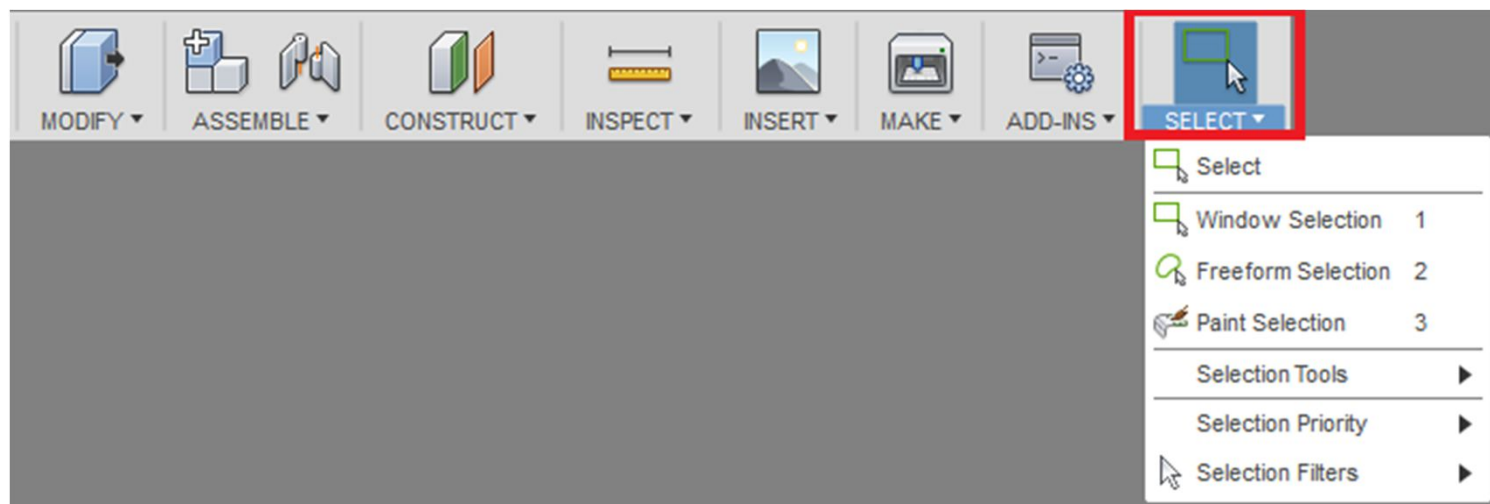 MODIFY ▼ ASSEMBLE ▼ CONSTRUCT ▼ INSPECT ▼ INSERT ▼ MAKE ▼ ADD-INS ▼ SELECT ▼
Select
Window Selection 1
Freeform Selection 2
Paint Selection 3
Selection Tools ▶
Selection Priority ▶
Selection Filters ▶